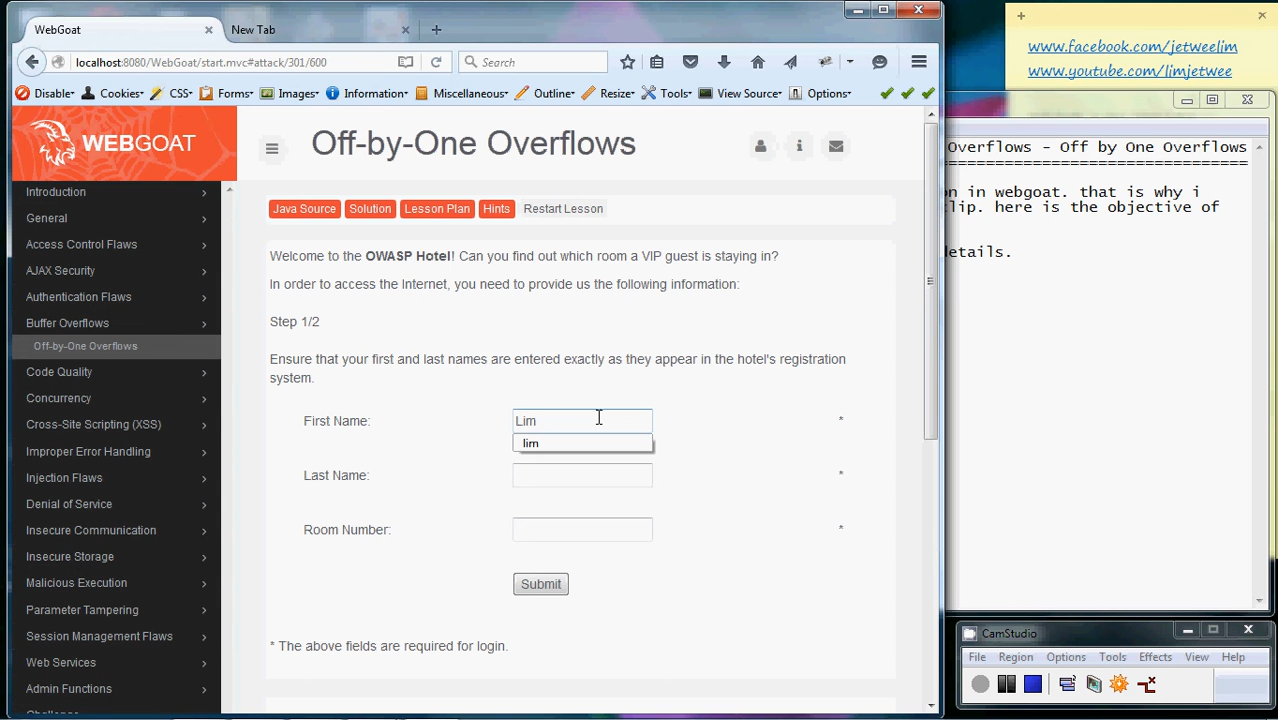 WebGoat
New Tab
localhost:8080/WebGoat/start.mvc#attack/301/600
Search
Disable Cookies CSS Forms Images Information Miscellaneous Outline Resize Tools View Source Options
WEBGOAT
Off-by-One Overflows
Introduction
General
Access Control Flaws
AJAX Security
Authentication Flaws
Buffer Overflows
Off-by-One Overflows
Code Quality
Concurrency
Cross-Site Scripting (XSS)
Improper Error Handling
Injection Flaws
Denial of Service
Insecure Communication
Insecure Storage
Malicious Execution
Parameter Tampering
Session Management Flaws
Web Services
Admin Functions
Java Source Solution Lesson Plan Hints Restart Lesson
Welcome to the OWASP Hotel! Can you find out which room a VIP guest is staying in?
In order to access the Internet, you need to provide us the following information:
Step 1/2
Ensure that your first and last names are entered exactly as they appear in the hotel's registration
system.
First Name: Lim *
lim
Last Name: *
Room Number: *
Submit
* The above fields are required for login.
www.facebook.com/jetweelim
www.youtube.com/limjetwee
Overflows - Off by One Overflows
==============================
on in webgoat. that is why i
clip. here is the objective of
details.
CamStudio
File Region Options Tools Effects View Help